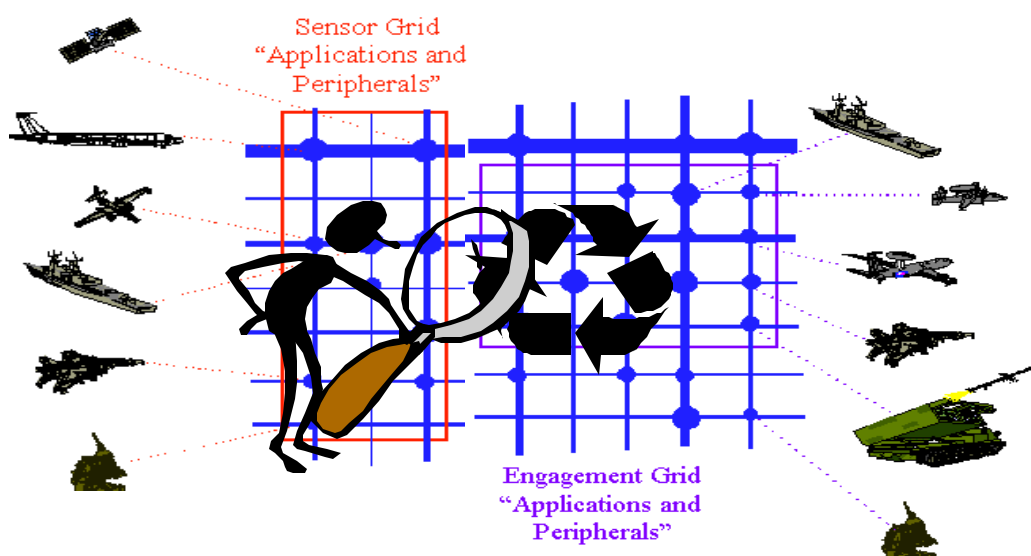 Sensor Grid
“Applications and
Peripherals”
Engagement Grid
“Applications and
Peripherals”